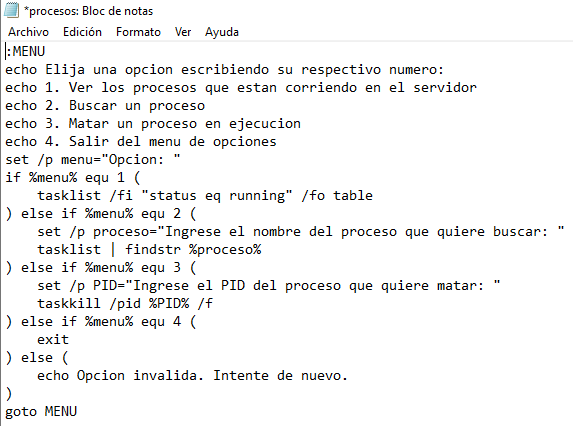 *procesos: Bloc de notas
Archivo Edición Formato Ver Ayuda
:MENU
echo Elija una opcion escribiendo su respectivo numero:
echo 1. Ver los procesos que estan corriendo en el servidor
echo 2. Buscar un proceso
echo 3. Matar un proceso en ejecucion
echo 4. Salir del menu de opciones
set /p menu="Opcion: "
if %menu% equ 1 (
    tasklist /fi "status eq running" /fo table
) else if %menu% equ 2 (
    set /p proceso="Ingrese el nombre del proceso que quiere buscar: "
    tasklist | findstr %proceso%
) else if %menu% equ 3 (
    set /p PID="Ingrese el PID del proceso que quiere matar: "
    taskkill /pid %PID% /f
) else if %menu% equ 4 (
    exit
) else (
    echo Opcion invalida. Intente de nuevo.
)
goto MENU